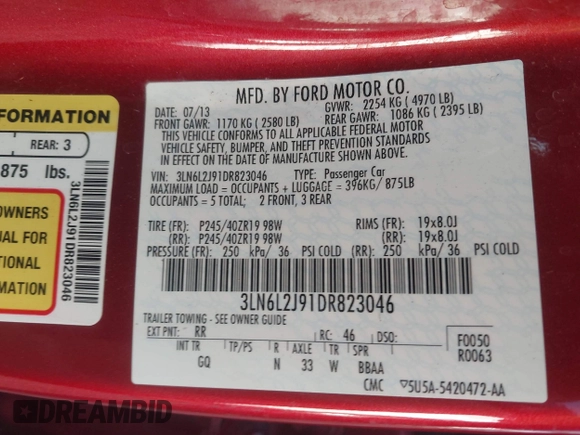 FORMATION
REAR: 3
875 lbs.
OWNERS
UAL FOR
TIONAL
MATION
3LN6L2J91DR823046
MFD. BY FORD MOTOR CO.
DATE: 07/13 GVWR: 2254 KG ( 4970 LB)
FRONT GAWR: 1170 KG ( 2580 LB) REAR GAWR: 1086 KG ( 2395 LB)
THIS VEHICLE CONFORMS TO ALL APPLICABLE FEDERAL MOTOR
VEHICLE SAFETY, BUMPER, AND THEFT PREVENTION STANDARDS
IN EFFECT ON THE DATE OF MANUFACTURE SHOWN ABOVE.
VIN: 3LN6L2J91DR823046 TYPE: Passenger Car
MAXIMUM LOAD = OCCUPANTS + LUGGAGE = 396KG/ 875LB
OCCUPANTS = 5 TOTAL; 2 FRONT, 3 REAR
TIRE (FR): P245/40ZR19 98W RIMS (FR): 19x8.0J
(RR): P245/40ZR19 98W (RR): 19x8.0J
PRESSURE (FR): 250 kPa/ 36 PSI COLD (RR): 250 kPa/ 36 PSI COLD
3LN6L2J91DR823046
TRAILER TOWING - SEE OWNER GUIDE
EXT PNT: RR RC: 46 DSO: F0050
INT TR TP/PS R AXLE TR SPR R0063
GQ N 33 W BBAA
CMC ▽5U5A-5420472-AA
DREAMBID